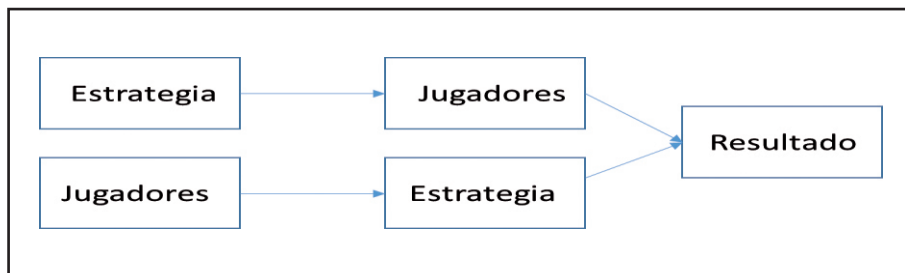 Estrategia
Jugadores
Resultado
Jugadores
Estrategia